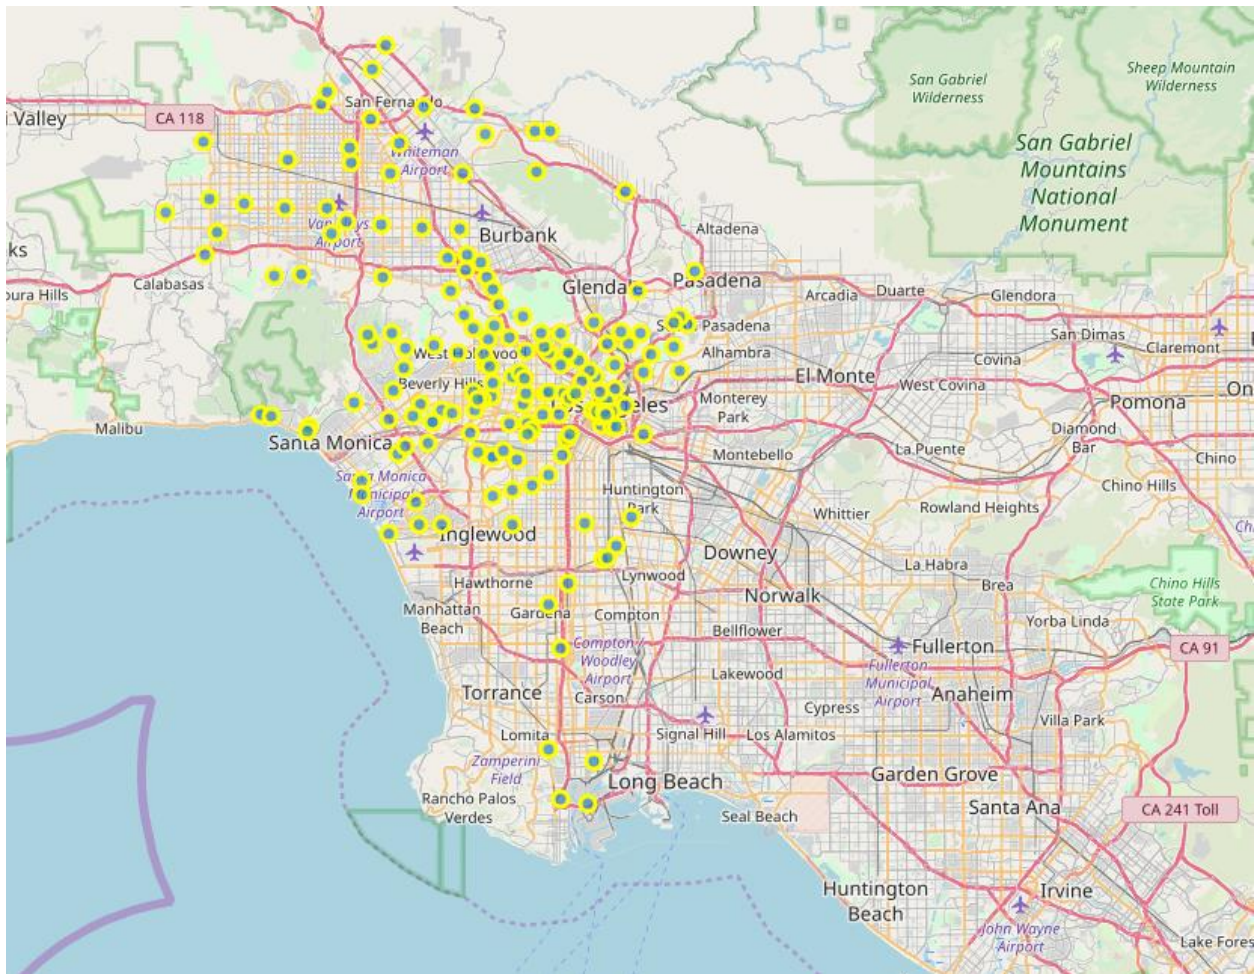 San Gabriel
Wilderness
Sheep Mountain
Wilderness
San Fernando
i Valley
CA 118
Whiteman
Airport
San Gabriel
Mountains
National
Monument
Altadena
Burbank
Airport
ks
Calabasas
oura Hills
Glendale
Pasadena
Arcadia
Duarte
Glendora
San Dimas
Claremont
Pasadena
Alhambra
Covina
West Hollywood
Beverly Hills
El Monte
West Covina
Pomona
On
Monterey
Park
Malibu
Santa Monica
Diamond
Bar
La Puente
Montebello
Chino
Santa Monica
Municipal
Airport
Huntington
Park
Chino Hills
Rowland Heights
Whittier
Ch
Inglewood
Downey
La Habra
Brea
Chino Hills
State Park
Hawthorne
Lynwood
Norwalk
Manhattan
Beach
Gardena
Compton
Yorba Linda
Bellflower
Compton /
Woodley
Airport
Fullerton
CA 91
Fullerton
Municipal
Airport
Lakewood
Torrance
Carson
Cypress
Anaheim
Villa Park
Lomita
Signal Hill
Los Alamitos
Zamperini
Field
Long Beach
Garden Grove
Rancho Palos
Verdes
Seal Beach
Santa Ana
CA 241 Toll
Huntington
Beach
Irvine
John Wayne
Airport
Lake Fores